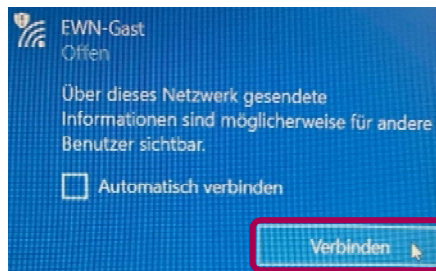 EWN-Gast
Offen
Über dieses Netzwerk gesendete
Informationen sind möglicherweise für andere
Benutzer sichtbar.
Automatisch verbinden
Verbinden